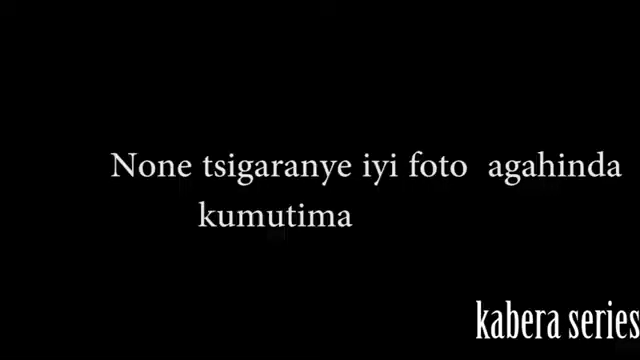 None tsigaranye iyi foto agahinda
kumutima
kabera series